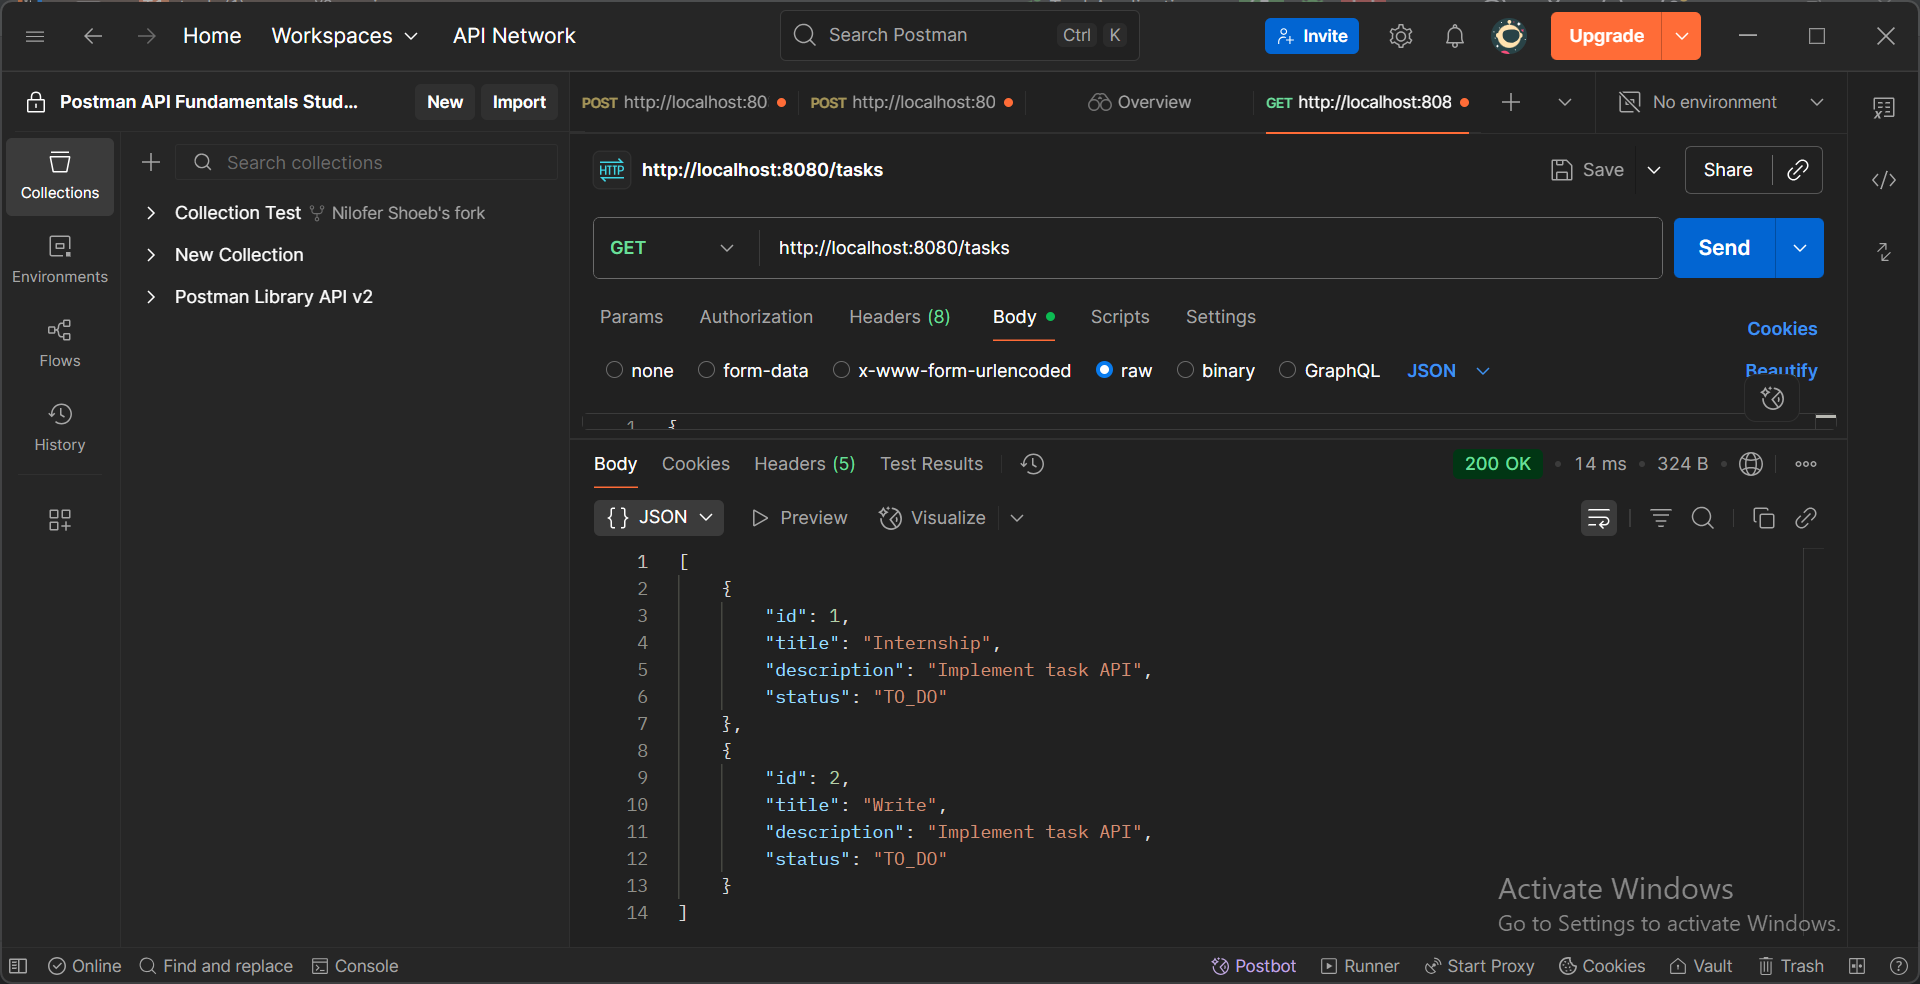 Home Workspaces API Network Search Postman Ctrl K Invite Upgrade
Postman API Fundamentals Stud... New Import
POST http://localhost:80 POST http://localhost:80 Overview GET http://localhost:808 No environment
Collections
Environments
Flows
History
Search collections
Collection Test Nilofer Shoeb's fork
New Collection
Postman Library API v2
HTTP http://localhost:8080/tasks Save Share
GET http://localhost:8080/tasks Send
Params Authorization Headers (8) Body Scripts Settings Cookies
none form-data x-www-form-urlencoded raw binary GraphQL JSON Beautify
1 {
Body Cookies Headers (5) Test Results 200 OK • 14 ms • 324 B •
{} JSON Preview Visualize
1 [
2 {
3 "id": 1,
4 "title": "Internship",
5 "description": "Implement task API",
6 "status": "TO_DO"
7 },
8 {
9 "id": 2,
10 "title": "Write",
11 "description": "Implement task API",
12 "status": "TO_DO"
13 }
14 ]
Activate Windows
Go to Settings to activate Windows.
Online Find and replace Console Postbot Runner Start Proxy Cookies Vault Trash